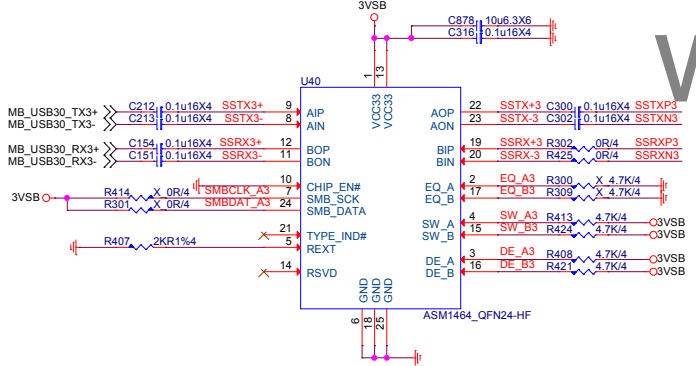 3VSB
C878 10u6.3X6
C316 0.1u16X4
U40
1 13
VCC33 VCC33
MB_USB30_TX3+ C212 0.1u16X4 SSTX3+ 9 AIP
MB_USB30_TX3- C213 0.1u16X4 SSTX3- 8 AIN
MB_USB30_RX3+ C154 0.1u16X4 SSRX3+ 12 BOP
MB_USB30_RX3- C151 0.1u16X4 SSRX3- 11 BON
10 CHIP_EN#
3VSB R414 X_0R/4 SMBCLK_A3 7 SMB_SCK
R301 X_0R/4 SMBDAT_A3 24 SMB_DATA
21 TYPE_IND#
R407 2KR1%4 5 REXT
14 RSVD
AOP 22 SSTX+3 C300 0.1u16X4 SSTXP3
AON 23 SSTX-3 C302 0.1u16X4 SSTXN3
BIP 19 SSRX+3 R302 0R/4 SSRXP3
BIN 20 SSRX-3 R425 0R/4 SSRXN3
EQ_A 2 EQ_A3 R300 X_4.7K/4
EQ_B 17 EQ_B3 R309 X_4.7K/4
SW_A 4 SW_A3 R413 4.7K/4 3VSB
SW_B 15 SW_B3 R424 4.7K/4 3VSB
DE_A 3 DE_A3 R408 4.7K/4 3VSB
DE_B 16 DE_B3 R421 4.7K/4 3VSB
GND GND GND
6 18 25
ASM1464_QFN24-HF